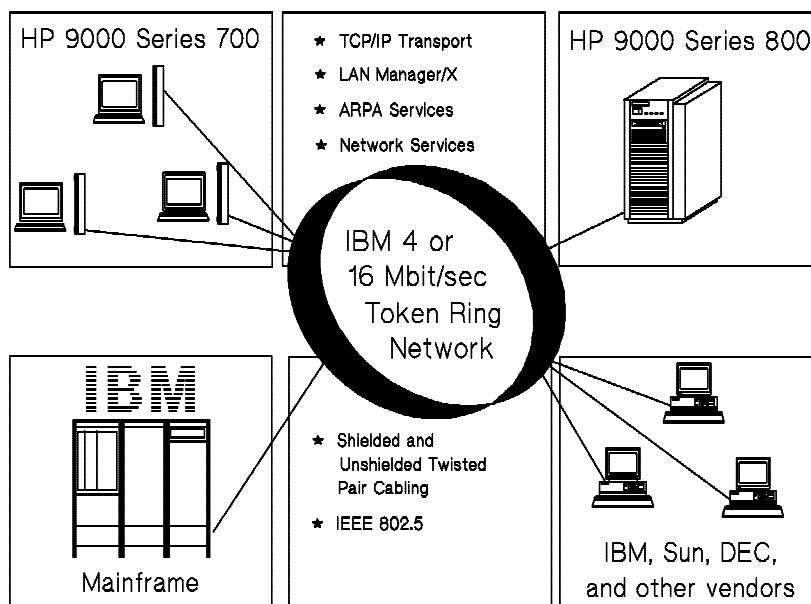 HP 9000 Series 700
★ TCP/IP Transport
★ LAN Manager/X
★ ARPA Services
★ Network Services
HP 9000 Series 800
IBM 4 or
16 Mbit/sec
Token Ring
Network
IBM
Mainframe
★ Shielded and
Unshielded Twisted
Pair Cabling
★ IEEE 802.5
IBM, Sun, DEC,
and other vendors